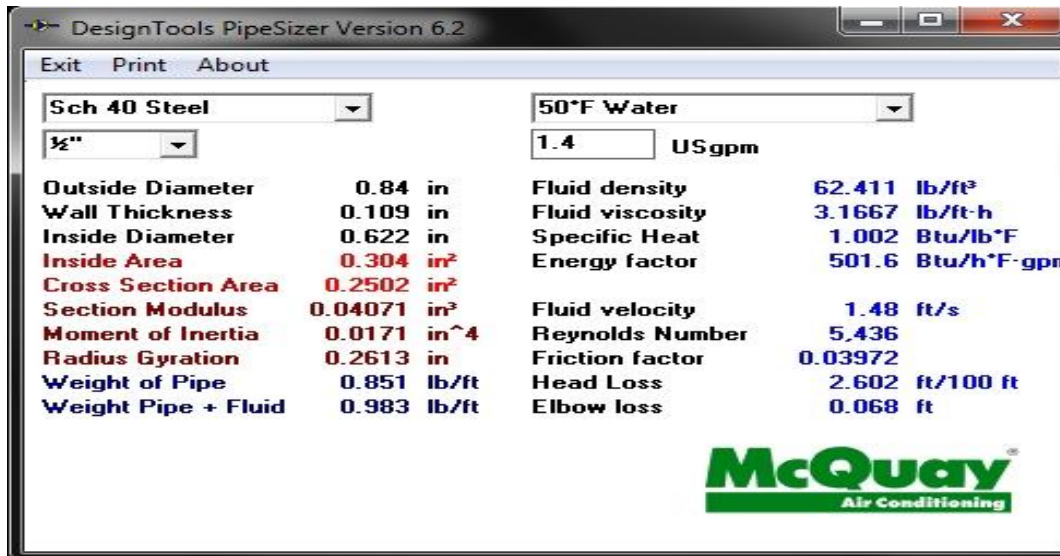 DesignTools PipeSizer Version 6.2
Exit Print About
Sch 40 Steel
½"
Outside Diameter 0.84 in
Wall Thickness 0.109 in
Inside Diameter 0.622 in
Inside Area 0.304 in²
Cross Section Area 0.2502 in²
Section Modulus 0.04071 in³
Moment of Inertia 0.0171 in^4
Radius Gyration 0.2613 in
Weight of Pipe 0.851 lb/ft
Weight Pipe + Fluid 0.983 lb/ft
50°F Water
1.4 USgpm
Fluid density 62.411 lb/ft³
Fluid viscosity 3.1667 lb/ft·h
Specific Heat 1.002 Btu/lb°F
Energy factor 501.6 Btu/h°F·gpm
Fluid velocity 1.48 ft/s
Reynolds Number 5,436
Friction factor 0.03972
Head Loss 2.602 ft/100 ft
Elbow loss 0.068 ft
McQuay®
Air Conditioning